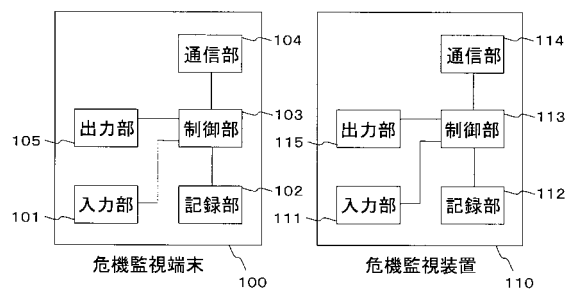 通信部
104
出力部
105
制御部
103
入力部
101
記録部
102
危機監視端末
100
通信部
114
出力部
115
制御部
113
入力部
111
記録部
112
危機監視装置
110